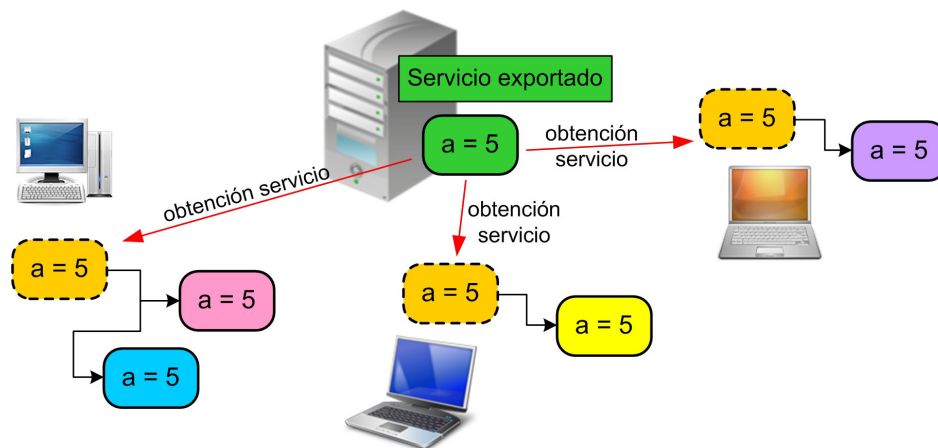 Servicio exportado
a = 5
obtención
servicio
a = 5
a = 5
obtención servicio
obtención
servicio
a = 5
a = 5
a = 5
a = 5
a = 5